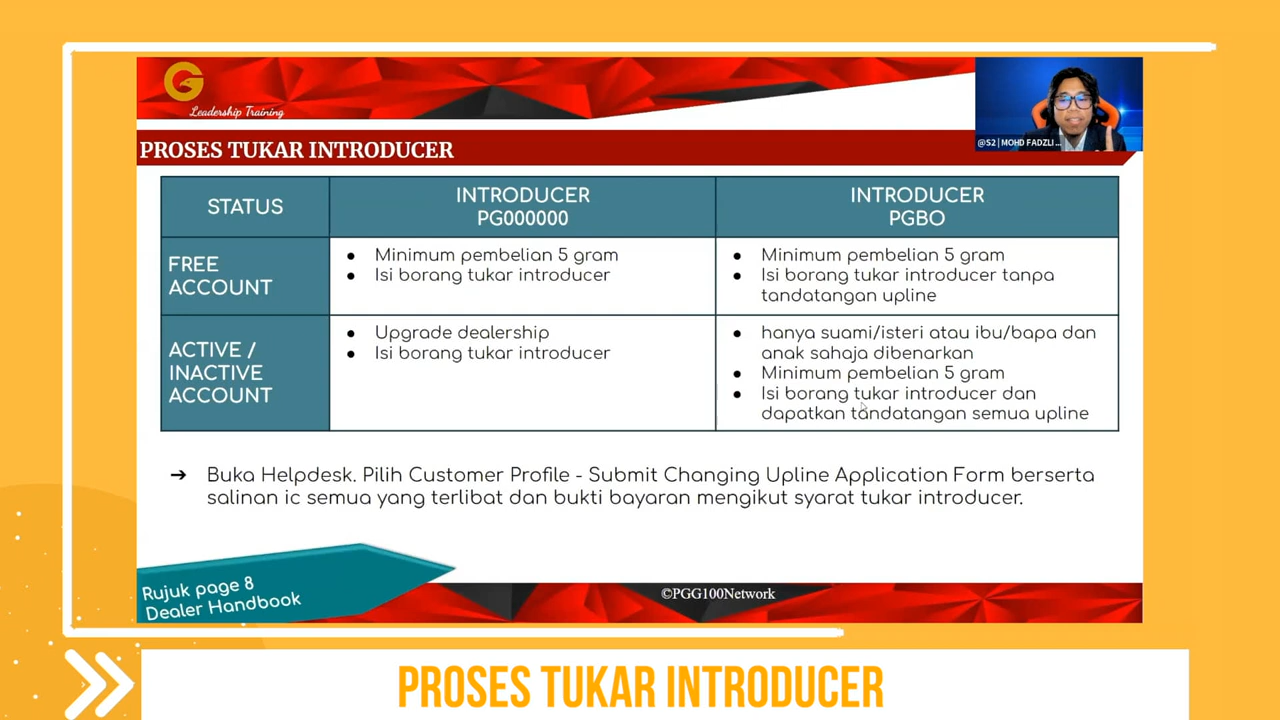 Leadership Training
@S2 | MOHD FADZLI ...
PROSES TUKAR INTRODUCER
STATUS
INTRODUCER
PG000000
INTRODUCER
PGBO
FREE
ACCOUNT
● Minimum pembelian 5 gram
● Isi borang tukar introducer
● Minimum pembelian 5 gram
● Isi borang tukar introducer tanpa
tandatangan upline
ACTIVE /
INACTIVE
ACCOUNT
● Upgrade dealership
● Isi borang tukar introducer
● hanya suami/isteri atau ibu/bapa dan
anak sahaja dibenarkan
● Minimum pembelian 5 gram
● Isi borang tukar introducer dan
dapatkan tandatangan semua upline
➔ Buka Helpdesk. Pilih Customer Profile - Submit Changing Upline Application Form berserta
salinan ic semua yang terlibat dan bukti bayaran mengikut syarat tukar introducer.
Rujuk page 8
Dealer Handbook
©PGG100Network
PROSES TUKAR INTRODUCER